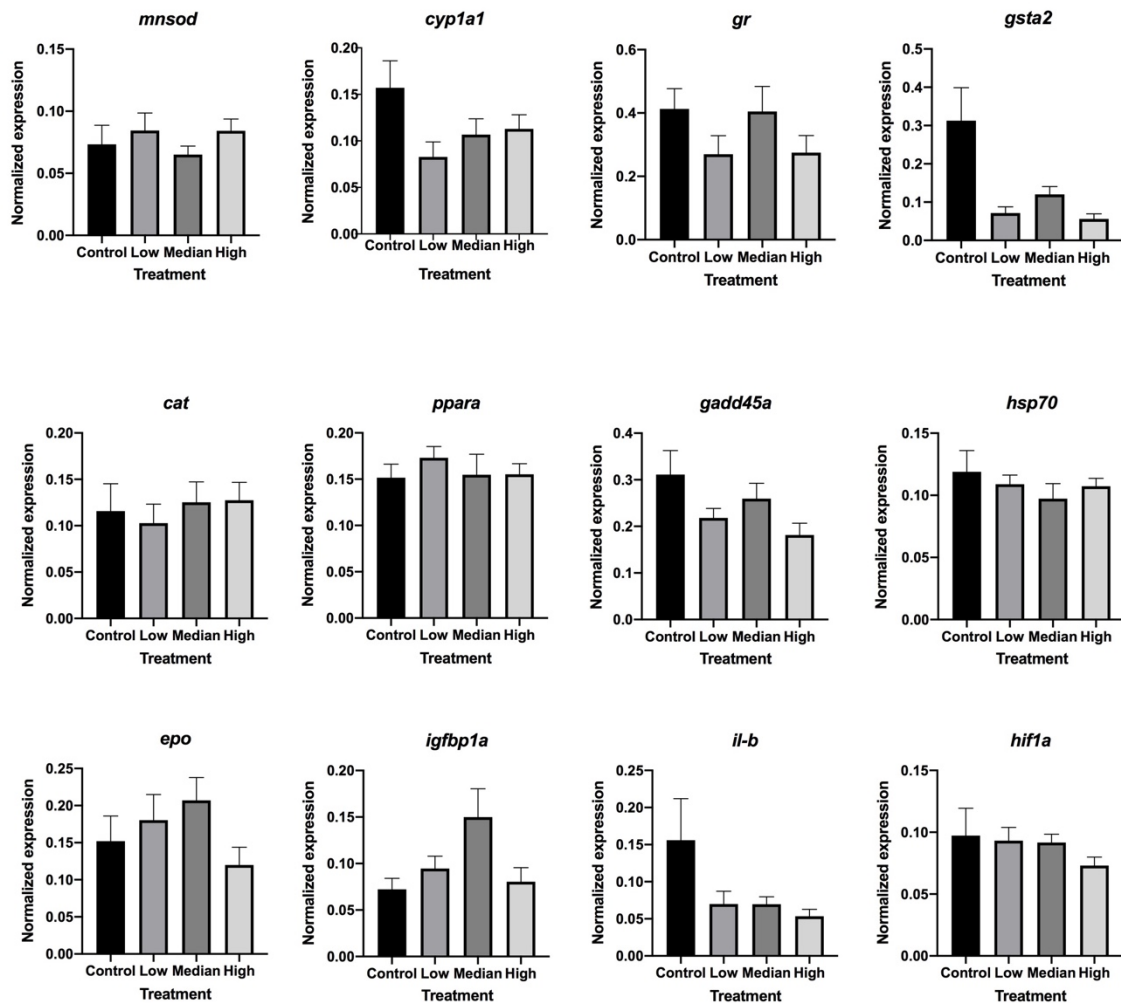 mnsod
cyp1a1
gr
gsta2
Normalized expression
0.15
0.10
0.05
0.00
Control Low Median High
Treatment
Normalized expression
0.20
0.15
0.10
0.05
0.00
Control Low Median High
Treatment
Normalized expression
0.6
0.4
0.2
0.0
Control Low Median High
Treatment
Normalized expression
0.5
0.4
0.3
0.2
0.1
0.0
Control Low Median High
Treatment
cat
ppara
gadd45a
hsp70
Normalized expression
0.20
0.15
0.10
0.05
0.00
Control Low Median High
Treatment
Normalized expression
0.20
0.15
0.10
0.05
0.00
Control Low Median High
Treatment
Normalized expression
0.4
0.3
0.2
0.1
0.0
Control Low Median High
Treatment
Normalized expression
0.15
0.10
0.05
0.00
Control Low Median High
Treatment
epo
igfbp1a
il-b
hif1a
Normalized expression
0.25
0.20
0.15
0.10
0.05
0.00
Control Low Median High
Treatment
Normalized expression
0.20
0.15
0.10
0.05
0.00
Control Low Median High
Treatment
Normalized expression
0.25
0.20
0.15
0.10
0.05
0.00
Control Low Median High
Treatment
Normalized expression
0.15
0.10
0.05
0.00
Control Low Median High
Treatment